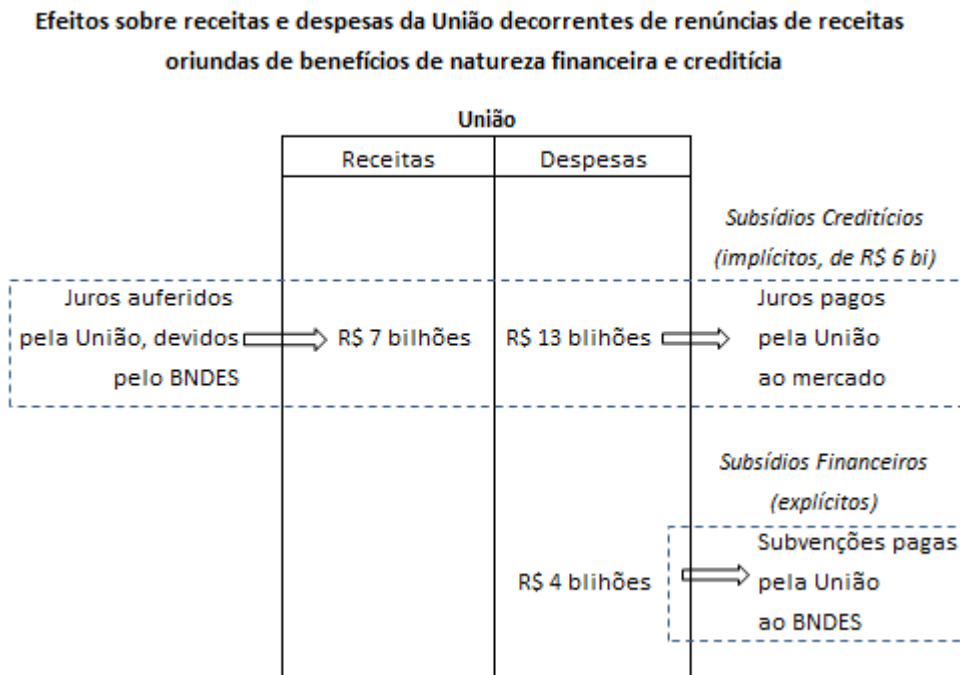 Efeitos sobre receitas e despesas da União decorrentes de renúncias de receitas
oriundas de benefícios de natureza financeira e creditícia
União
Receitas
Despesas
Subsídios Creditícios
(implícitos, de R$ 6 bi)
Juros auferidos
pela União, devidos
pelo BNDES
R$ 7 bilhões
R$ 13 blihões
Juros pagos
pela União
ao mercado
Subsídios Financeiros
(explícitos)
R$ 4 blihões
Subvenções pagas
pela União
ao BNDES